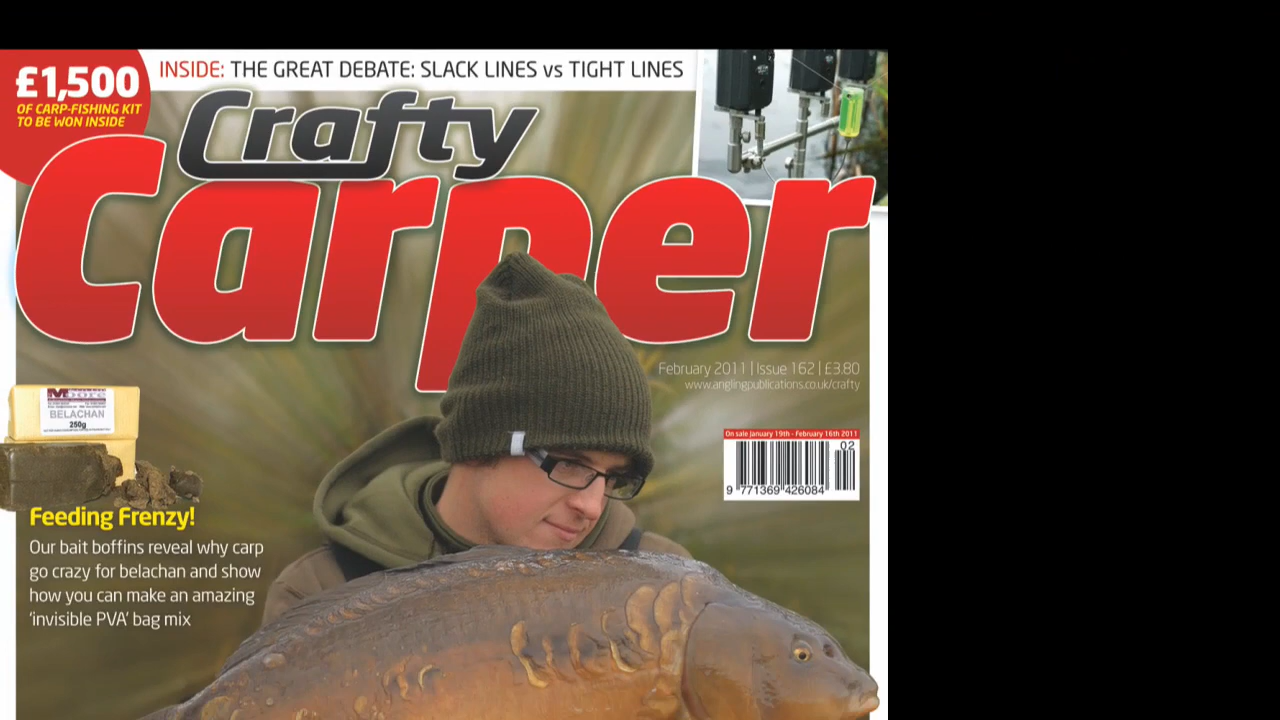 £1,500
OF CARP-FISHING KIT
TO BE WON INSIDE
INSIDE: THE GREAT DEBATE: SLACK LINES vs TIGHT LINES
Crafty
Carper
February 2011 | Issue 162 | £3.80
www.anglingpublications.co.uk/crafty
On sale January 19th - February 16th 2011
02
9 771369 426084
BELACHAN
250g
Feeding Frenzy!
Our bait boffins reveal why carp
go crazy for belachan and show
how you can make an amazing
‘invisible PVA’ bag mix